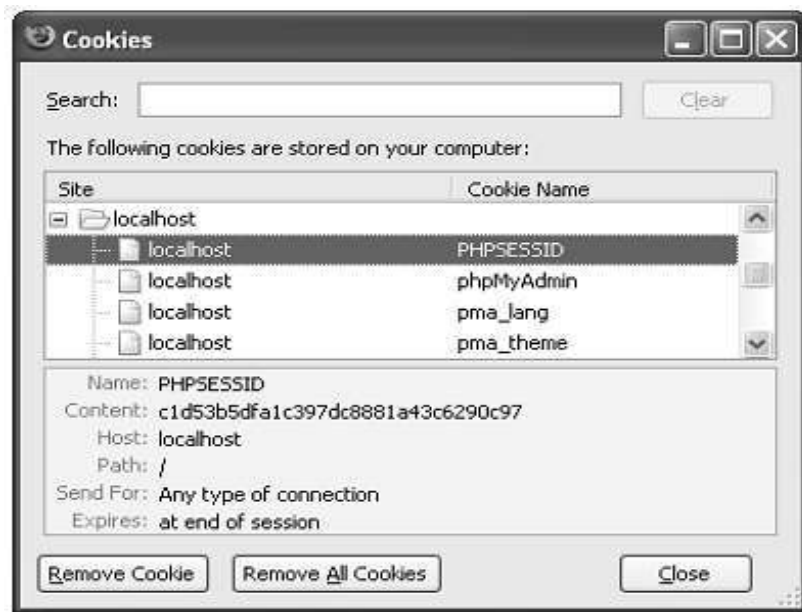 Cookies
Search: Clear
The following cookies are stored on your computer:
Site Cookie Name
localhost
localhost PHPSESSID
localhost phpMyAdmin
localhost pma_lang
localhost pma_theme
Name: PHPSESSID
Content: c1d53b5dfa1c397dc8881a43c6290c97
Host: localhost
Path: /
Send For: Any type of connection
Expires: at end of session
Remove Cookie Remove All Cookies Close